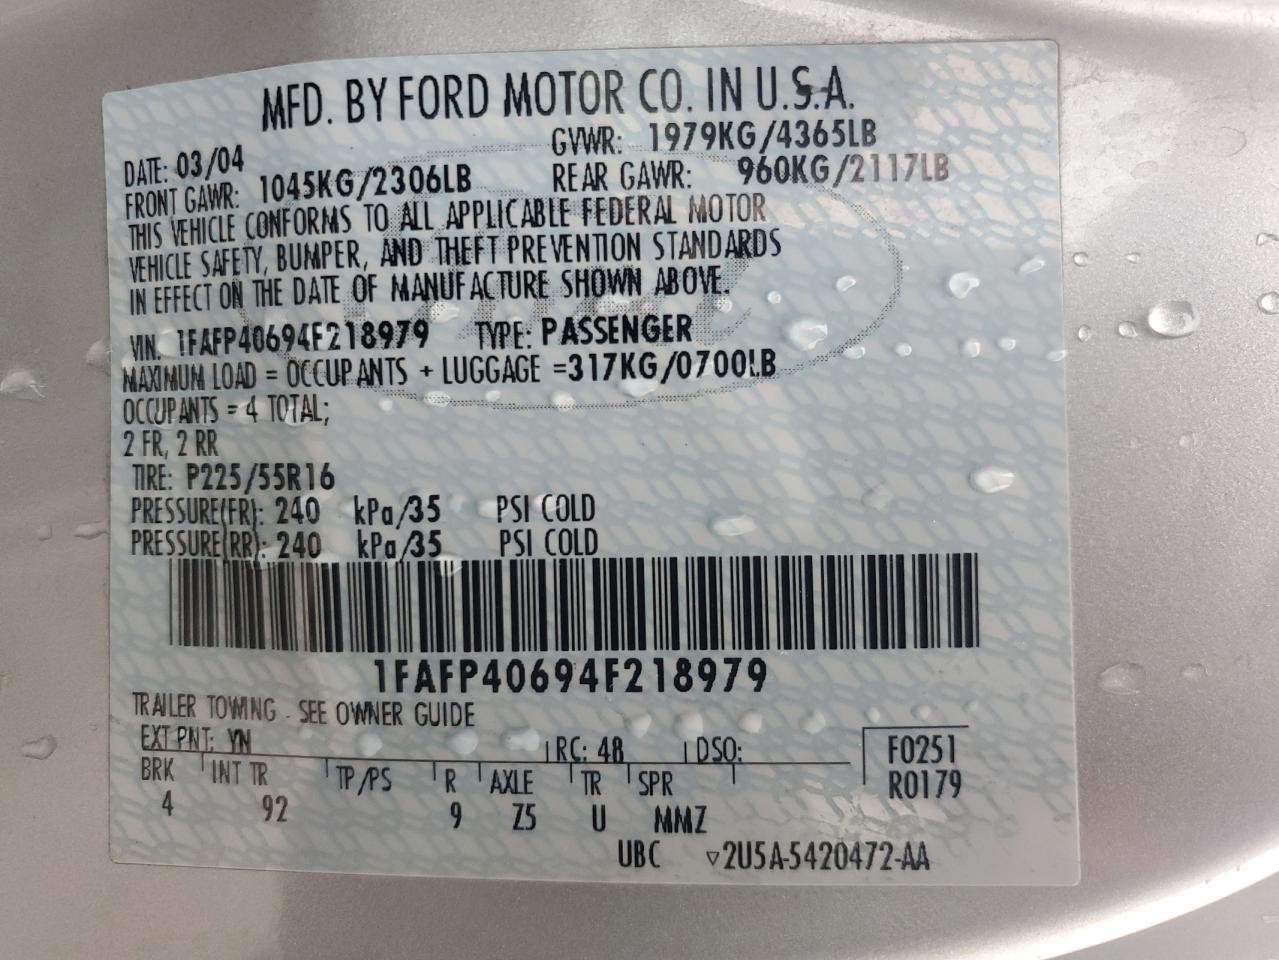 MFD. BY FORD MOTOR CO. IN U.S.A.
DATE: 03/04 GVWR: 1979KG/4365LB
FRONT GAWR: 1045KG/2306LB REAR GAWR: 960KG/2117LB
THIS VEHICLE CONFORMS TO ALL APPLICABLE FEDERAL MOTOR
VEHICLE SAFETY, BUMPER, AND THEFT PREVENTION STANDARDS
IN EFFECT ON THE DATE OF MANUFACTURE SHOWN ABOVE.
VIN: 1FAFP40694F218979 TYPE: PASSENGER
MAXIMUM LOAD = OCCUPANTS + LUGGAGE =317KG/0700LB
OCCUPANTS = 4 TOTAL;
2 FR, 2 RR
TIRE: P225/55R16
PRESSURE(FR): 240 kPa/35 PSI COLD
PRESSURE(RR): 240 kPa/35 PSI COLD
1FAFP40694F218979
TRAILER TOWING - SEE OWNER GUIDE
EXT PNT: YN RC: 48 DSO: F0251
BRK INT TR TP/PS R AXLE TR SPR R0179
4 92 9 Z5 U MMZ
UBC ▿2U5A-5420472-AA